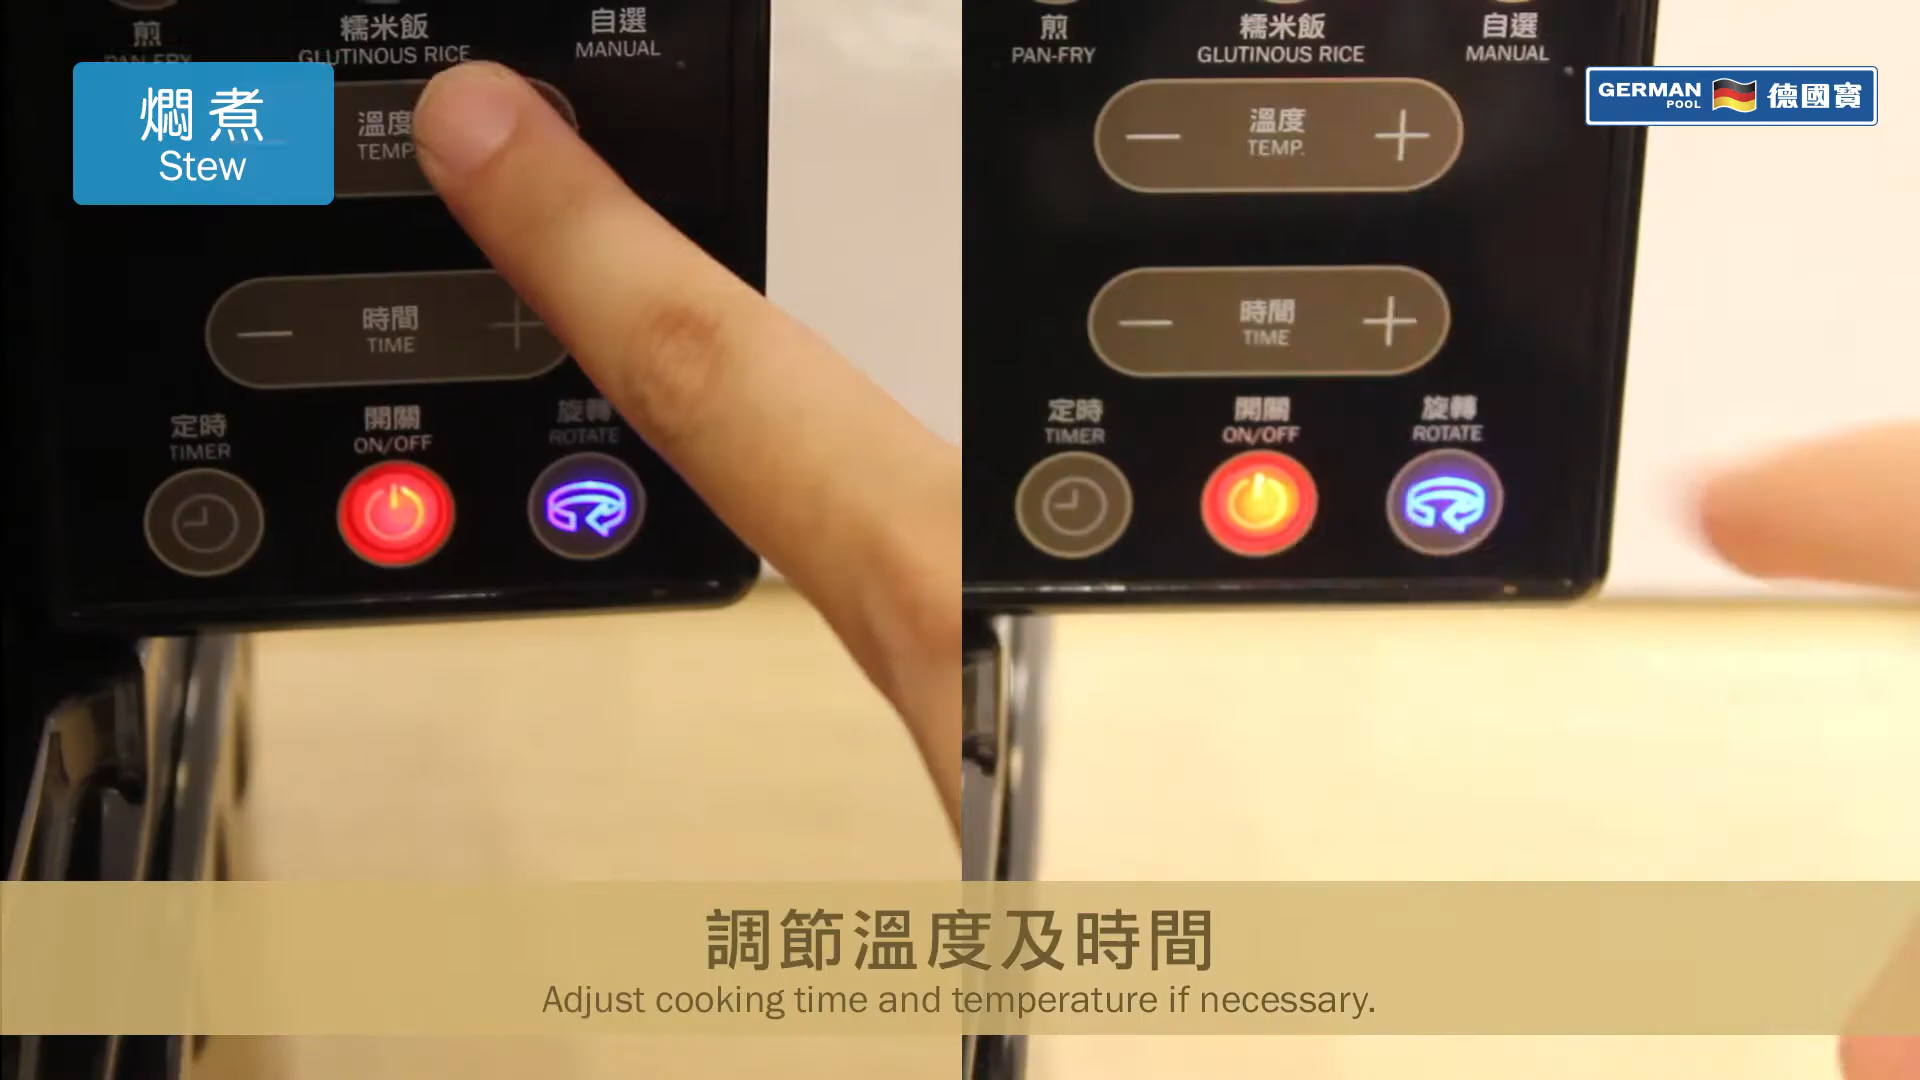 煎
PAN-FRY
糯米飯
GLUTINOUS RICE
自選
MANUAL
燜煮
Stew
溫度
TEMP.
時間
TIME
定時
TIMER
開關
ON/OFF
旋轉
ROTATE
煎
PAN-FRY
糯米飯
GLUTINOUS RICE
自選
MANUAL
GERMAN
POOL
德國寶
溫度
TEMP.
時間
TIME
定時
TIMER
開關
ON/OFF
旋轉
ROTATE
調節溫度及時間
Adjust cooking time and temperature if necessary.